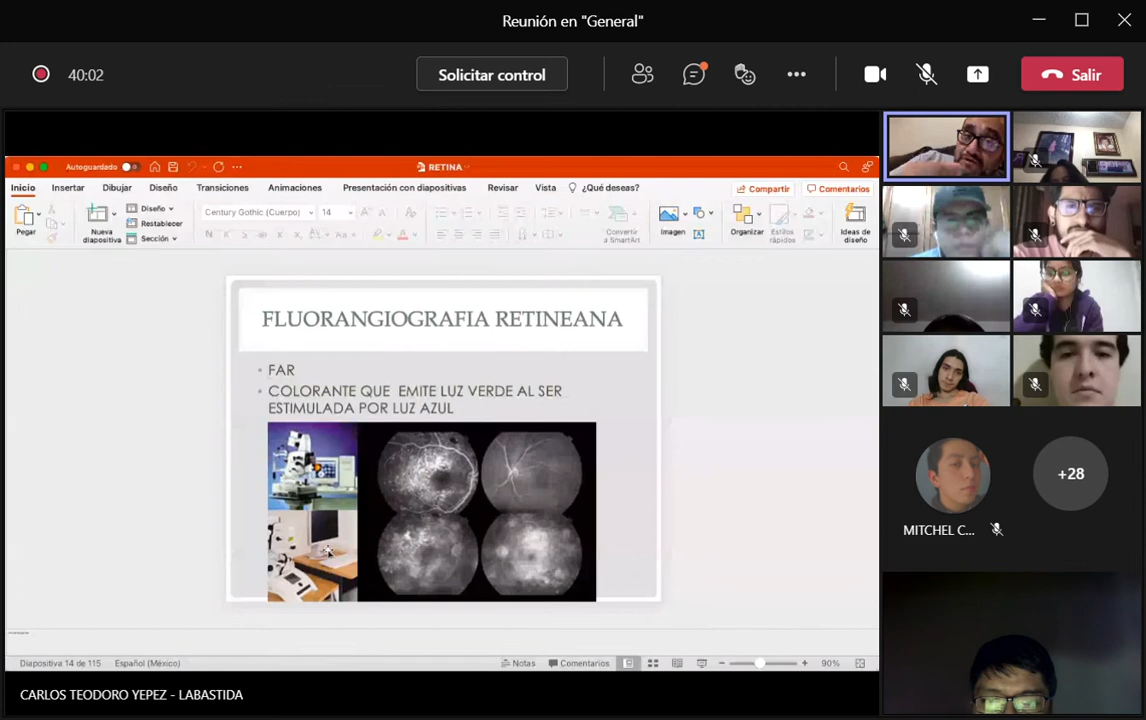 Reunión en "General"
40:02
Solicitar control
Salir
Autoguardado
RETINA
Inicio
Insertar
Dibujar
Diseño
Transiciones
Animaciones
Presentación con diapositivas
Revisar
Vista
¿Qué deseas?
Compartir
Comentarios
Pegar
Nueva
diapositiva
Diseño
Restablecer
Sección
Century Gothic (Cuerpo)
14
Convertir
a SmartArt
Imagen
Organizar
Estilos
rápidos
Ideas de
diseño
FLUORANGIOGRAFIA RETINEANA
• FAR
• COLORANTE QUE EMITE LUZ VERDE AL SER
ESTIMULADA POR LUZ AZUL
+28
MITCHEL C...
Diapositiva 14 de 115
Español (México)
Notas
Comentarios
90%
CARLOS TEODORO YEPEZ - LABASTIDA